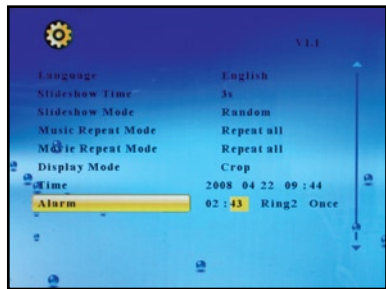 V1.1
Language English
Slideshow Time 3s
Slideshow Mode Random
Music Repeat Mode Repeat all
Movie Repeat Mode Repeat all
Display Mode Crop
Time 2008 04 22 09 : 44
Alarm 02 : 43 Ring2 Once